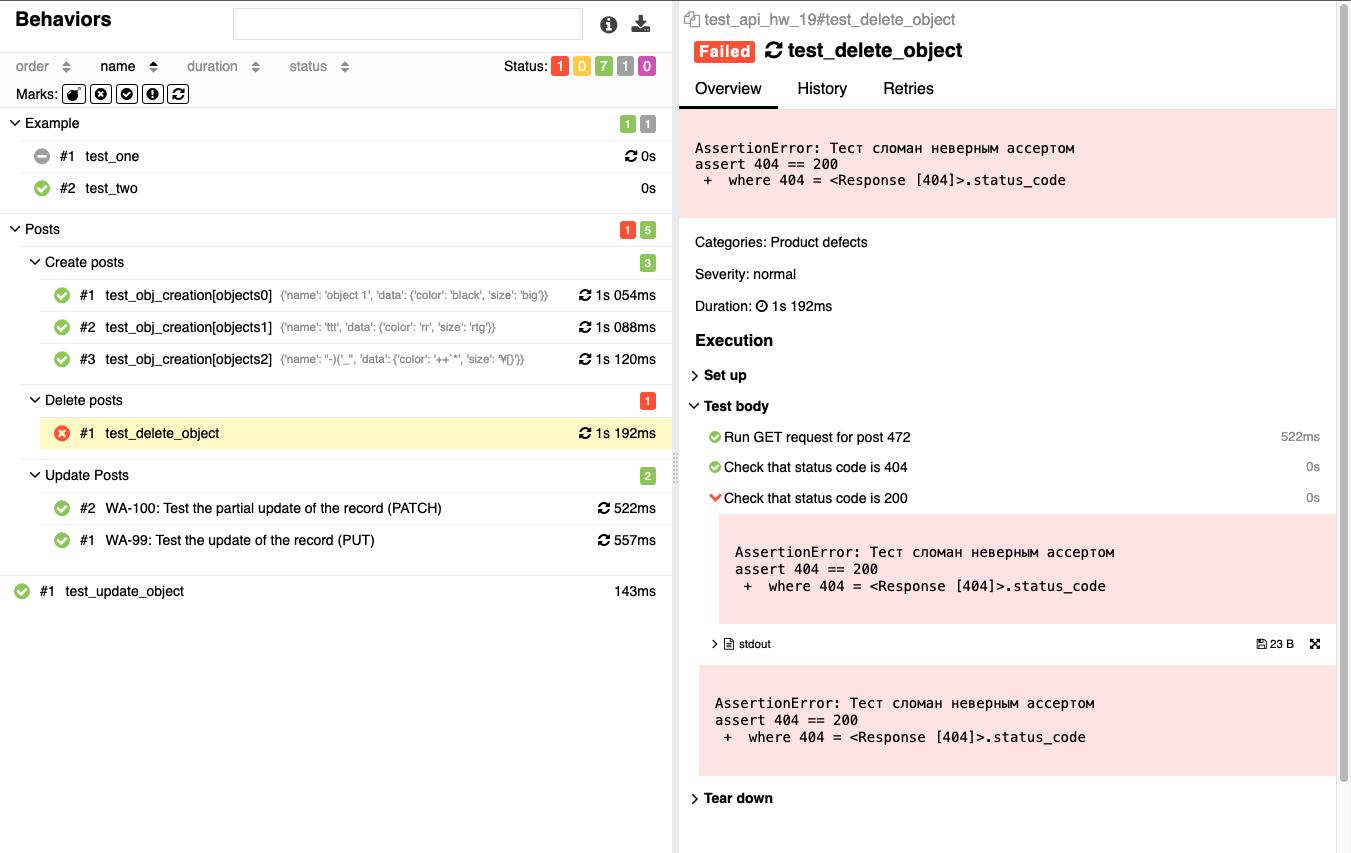 Behaviors
order name duration status Status: 1 0 7 1 0
Marks:
Example 1 1
#1 test_one 0s
#2 test_two 0s
Posts 1 5
Create posts 3
#1 test_obj_creation[objects0] {'name': 'object 1', 'data': {'color': 'black', 'size': 'big'}} 1s 054ms
#2 test_obj_creation[objects1] {'name': 'ttt', 'data': {'color': 'rr', 'size': 'rtg'}} 1s 088ms
#3 test_obj_creation[objects2] {'name': "-)('_", 'data': {'color': '++`*', 'size': '¥[}'}} 1s 120ms
Delete posts 1
#1 test_delete_object 1s 192ms
Update Posts 2
#2 WA-100: Test the partial update of the record (PATCH) 522ms
#1 WA-99: Test the update of the record (PUT) 557ms
#1 test_update_object 143ms
test_api_hw_19#test_delete_object
Failed test_delete_object
Overview History Retries
AssertionError: Тест сломан неверным ассертом
assert 404 == 200
+ where 404 = <Response [404]>.status_code
Categories: Product defects
Severity: normal
Duration: 1s 192ms
Execution
Set up
Test body
Run GET request for post 472 522ms
Check that status code is 404 0s
Check that status code is 200 0s
AssertionError: Тест сломан неверным ассертом
assert 404 == 200
+ where 404 = <Response [404]>.status_code
stdout 23 B
AssertionError: Тест сломан неверным ассертом
assert 404 == 200
+ where 404 = <Response [404]>.status_code
Tear down